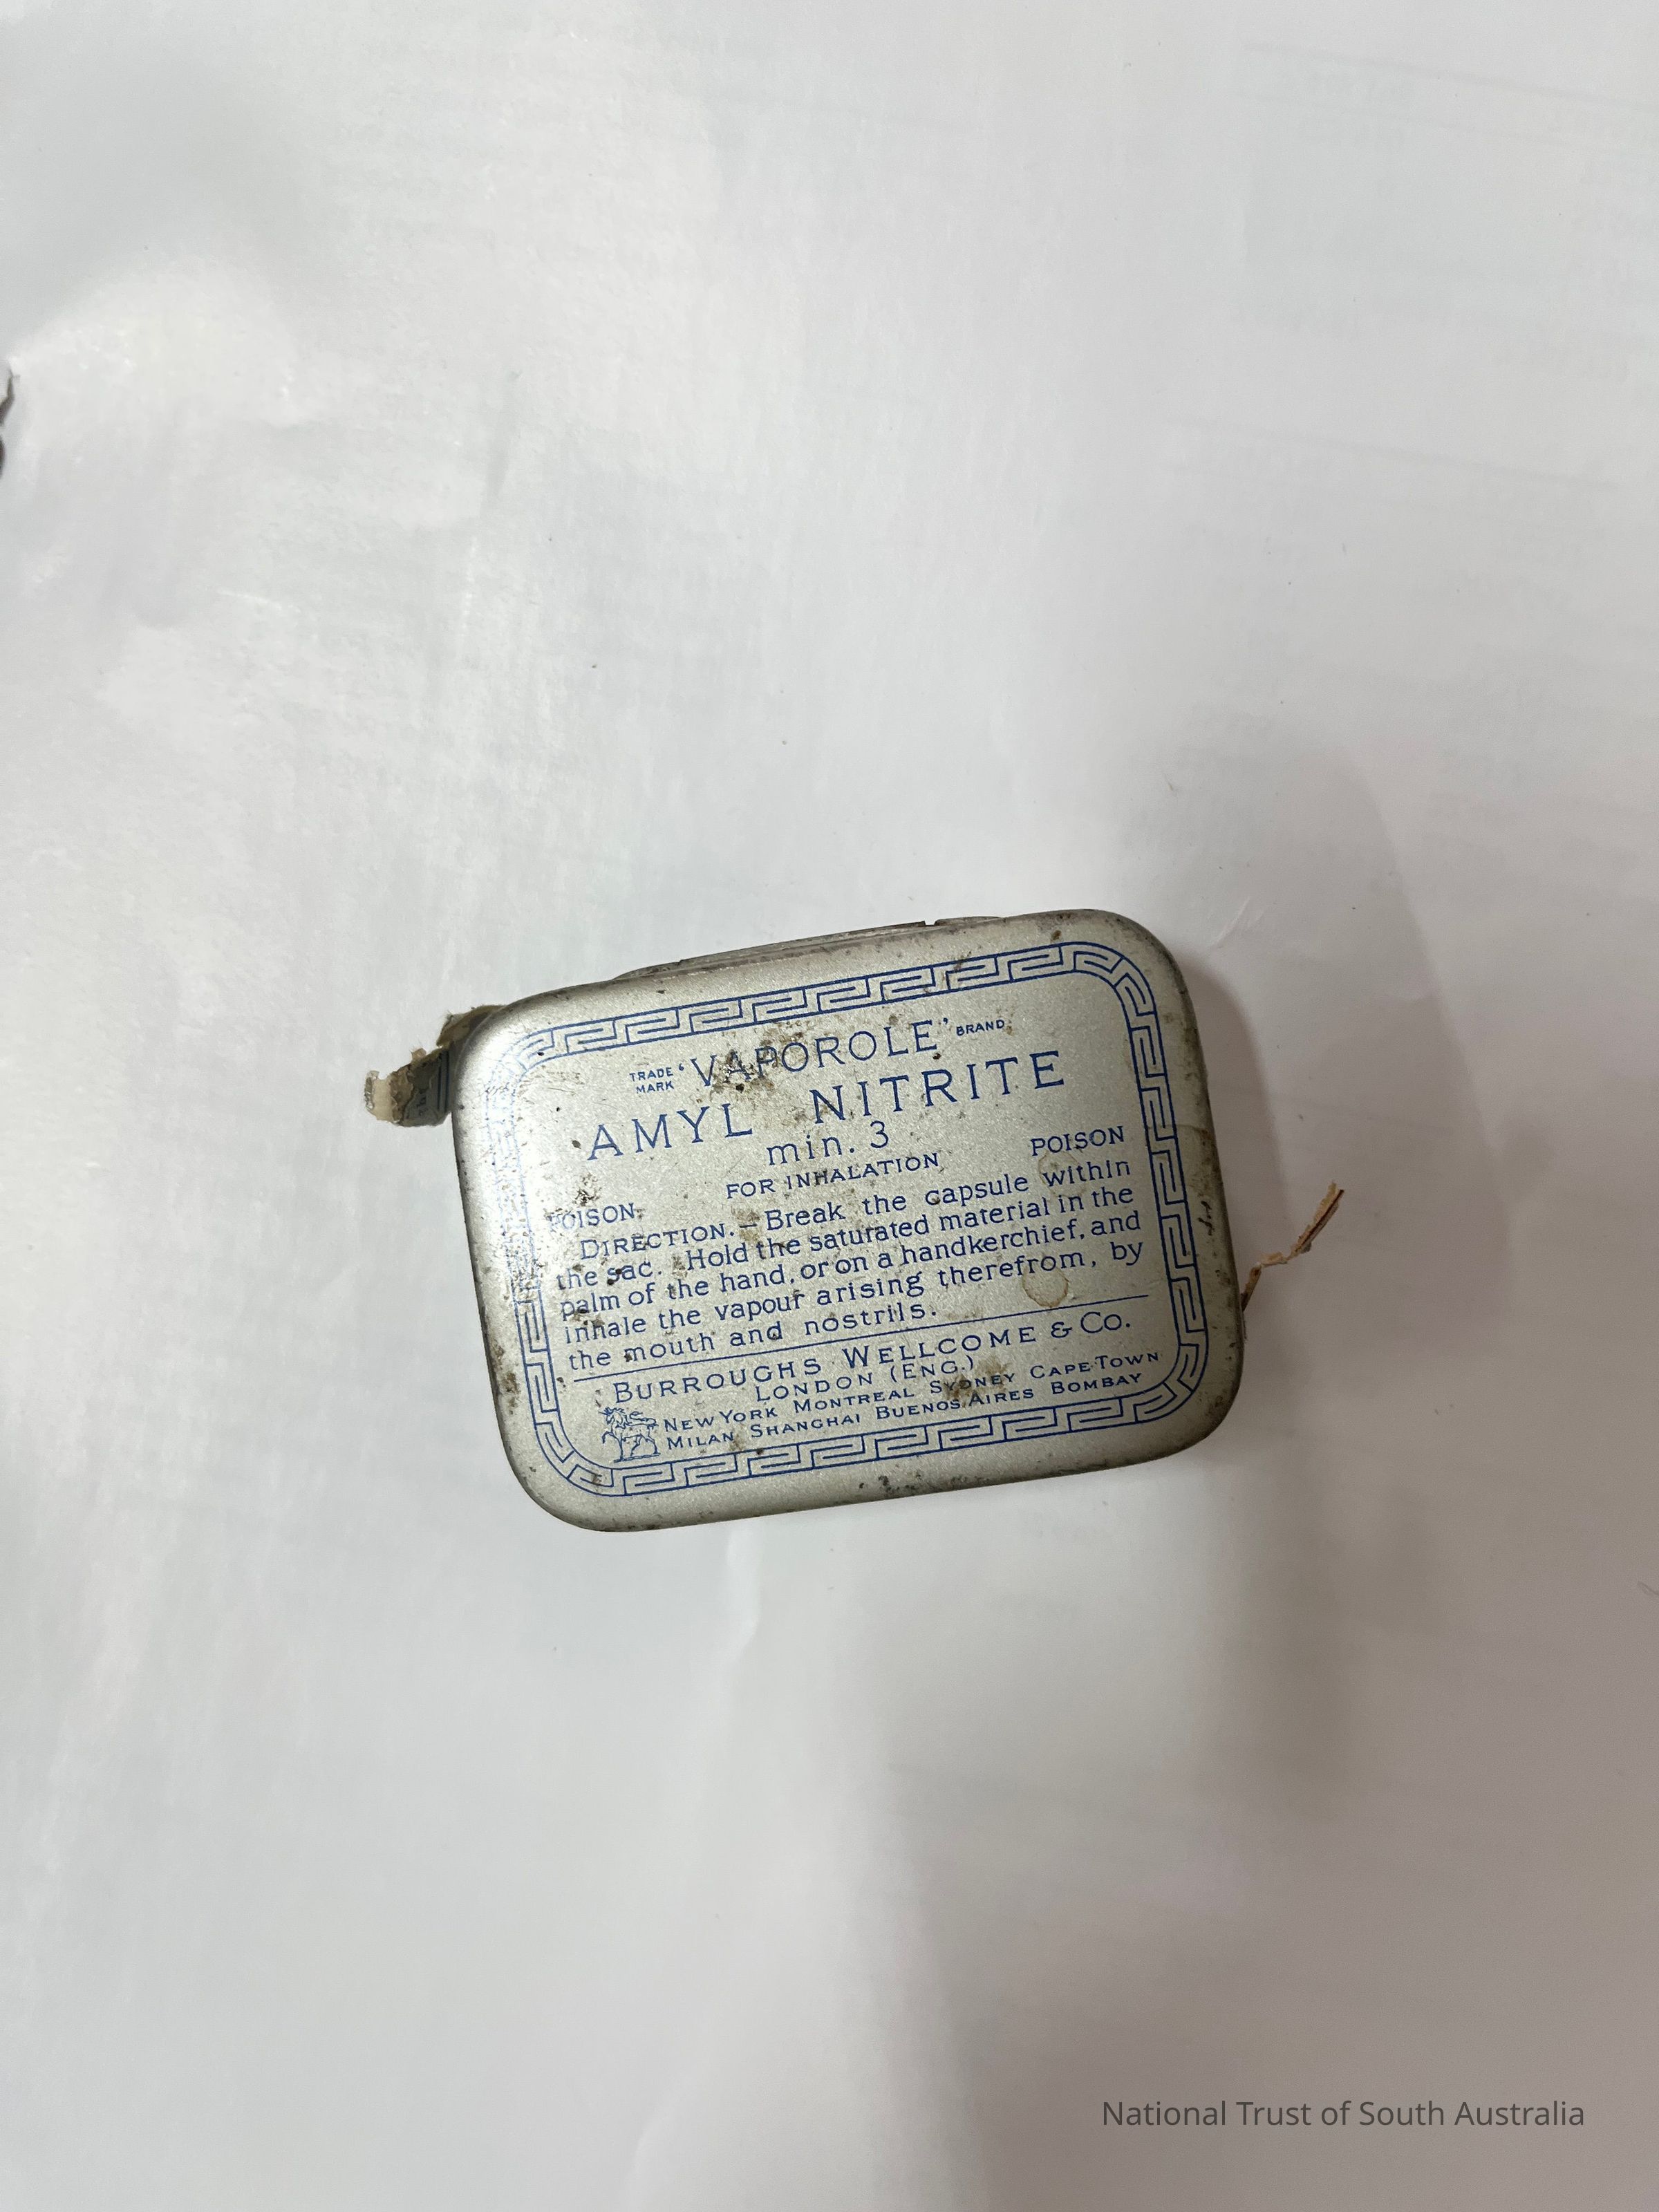 TRADE MARK 'VAPOROLE' BRAND
AMYL NITRITE
min. 3
FOR INHALATION
POISON. POISON
DIRECTION. — Break the capsule within
the sac. Hold the saturated material in the
palm of the hand, or on a handkerchief, and
inhale the vapour arising therefrom, by
the mouth and nostrils.
BURROUGHS WELLCOME & CO.
LONDON (ENG.)
NEW YORK MONTREAL SYDNEY CAPE TOWN
MILAN SHANGHAI BUENOS AIRES BOMBAY
National Trust of South Australia